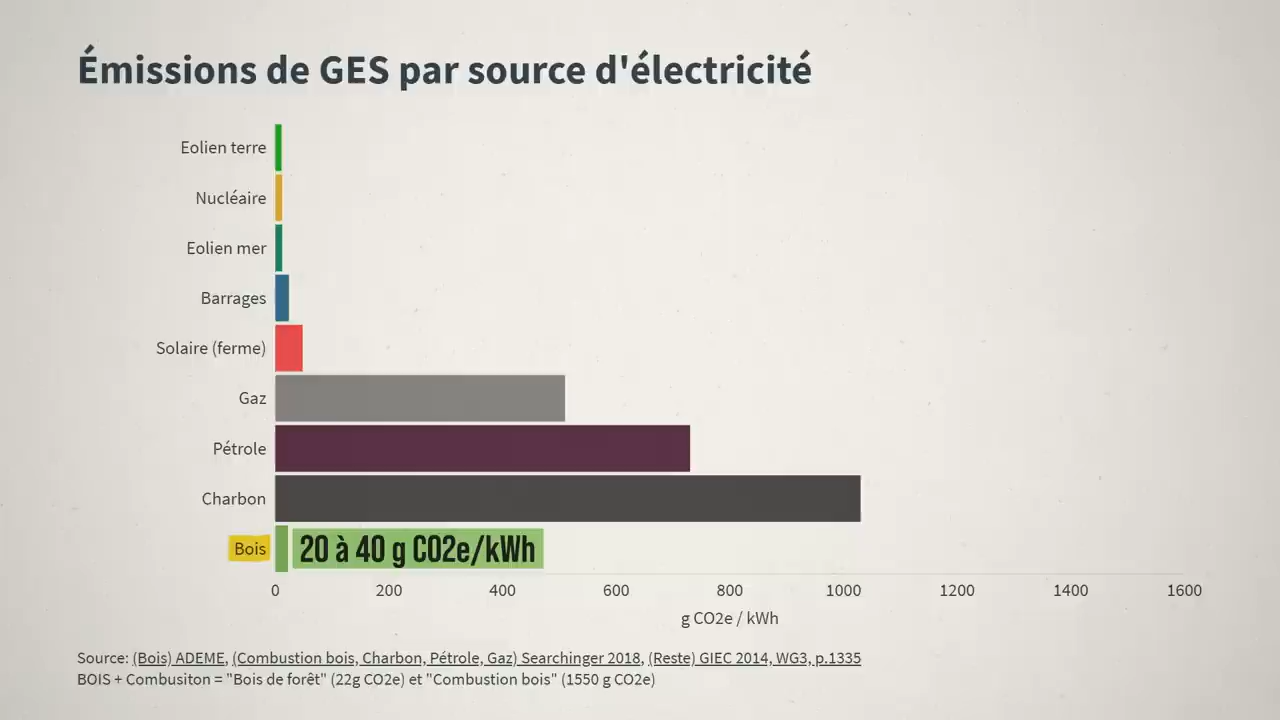 Émissions de GES par source d'électricité
Eolien terre
Nucléaire
Eolien mer
Barrages
Solaire (ferme)
Gaz
Pétrole
Charbon
Bois 20 à 40 g CO2e/kWh
0 200 400 600 800 1000 1200 1400 1600
g CO2e / kWh
Source: (Bois) ADEME, (Combustion bois, Charbon, Pétrole, Gaz) Searchinger 2018, (Reste) GIEC 2014, WG3, p.1335
BOIS + Combusiton = "Bois de forêt" (22g CO2e) et "Combustion bois" (1550 g CO2e)